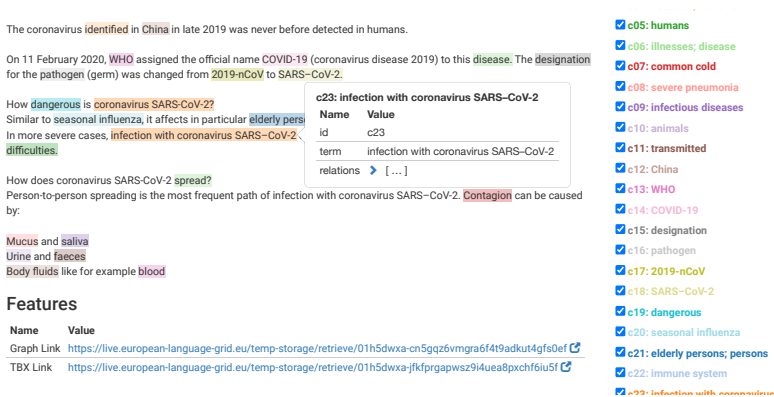 The coronavirus identified in China in late 2019 was never before detected in humans.
On 11 February 2020, WHO assigned the official name COVID-19 (coronavirus disease 2019) to this disease. The designation
for the pathogen (germ) was changed from 2019-nCoV to SARS–CoV-2.
How dangerous is coronavirus SARS-CoV-2?
Similar to seasonal influenza, it affects in particular elderly perso
In more severe cases, infection with coronavirus SARS–CoV-2
difficulties.
c23: infection with coronavirus SARS–CoV-2
Name Value
id c23
term infection with coronavirus SARS–CoV-2
relations [ ... ]
How does coronavirus SARS-CoV-2 spread?
Person-to-person spreading is the most frequent path of infection with coronavirus SARS–CoV-2. Contagion can be caused
by:
Mucus and saliva
Urine and faeces
Body fluids like for example blood
Features
Name Value
Graph Link https://live.european-language-grid.eu/temp-storage/retrieve/01h5dwxa-cn5gqz6vmgra6f4t9adkut4gfs0ef
TBX Link https://live.european-language-grid.eu/temp-storage/retrieve/01h5dwxa-jfkfprgapwsz9i4uea8pxchf6iu5f
c05: humans
c06: illnesses; disease
c07: common cold
c08: severe pneumonia
c09: infectious diseases
c10: animals
c11: transmitted
c12: China
c13: WHO
c14: COVID-19
c15: designation
c16: pathogen
c17: 2019-nCoV
c18: SARS–CoV-2
c19: dangerous
c20: seasonal influenza
c21: elderly persons; persons
c22: immune system
c23: infection with coronavirus